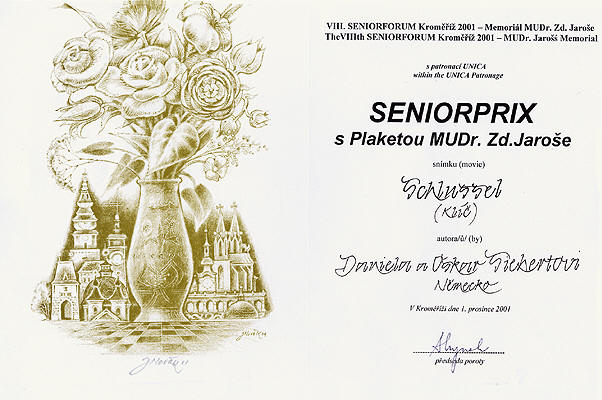 VIII. SENIORFORUM Kroměříž 2001 – Memoriál MUDr. Zd. Jaroše
TheVIIIth SENIORFORUM Kroměříž 2001 – MUDr. Jarošš Memorial
s patronací UNICA
within the UNICA Patronage
SENIORPRIX
s Plaketou MUDr. Zd.Jaroše
snímku (movie)
Schlussel
(Klíč)
autora/ů/ (by)
Daniela a Oskar Siekertovi
Německo
V Kroměříži dne 1. prosince 2001
předseda poroty